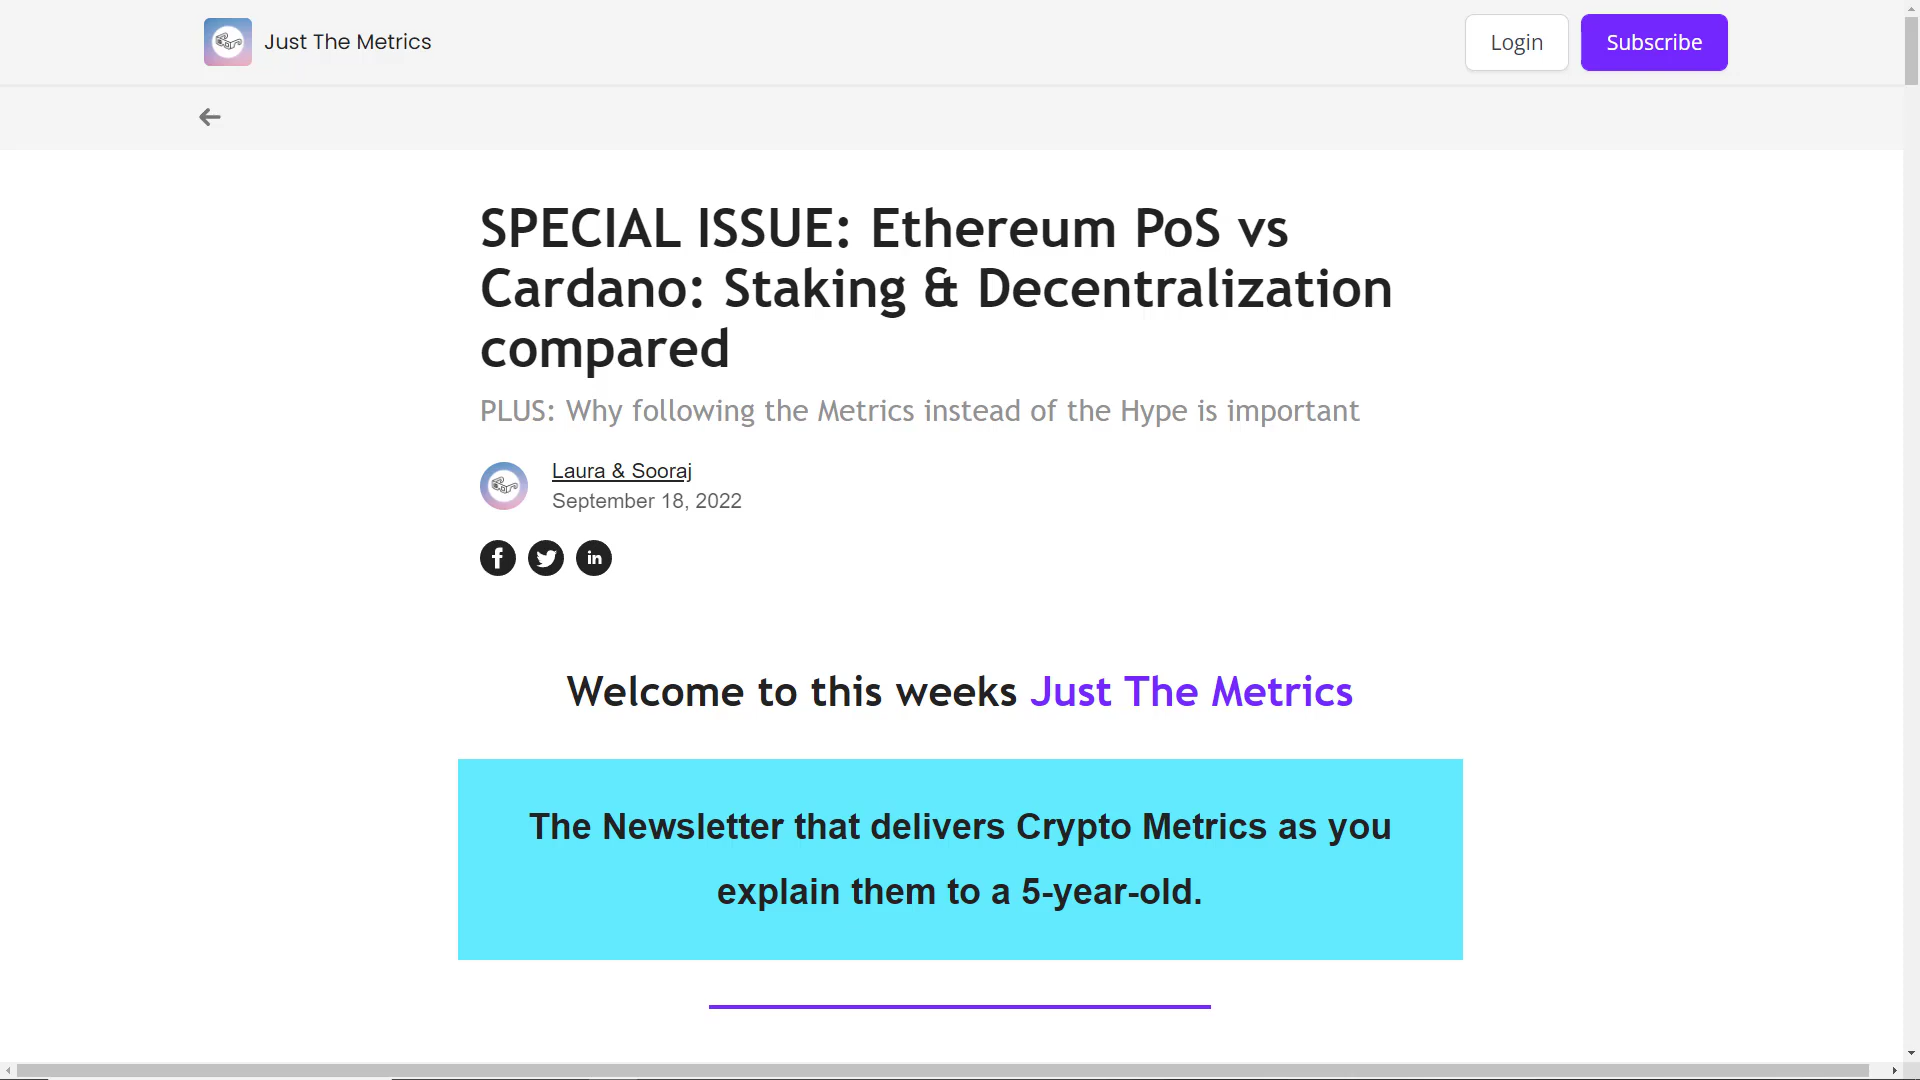 Just The Metrics
Login
Subscribe
SPECIAL ISSUE: Ethereum PoS vs
Cardano: Staking & Decentralization
compared
PLUS: Why following the Metrics instead of the Hype is important
Laura & Sooraj
September 18, 2022
Welcome to this weeks Just The Metrics
The Newsletter that delivers Crypto Metrics as you
explain them to a 5-year-old.